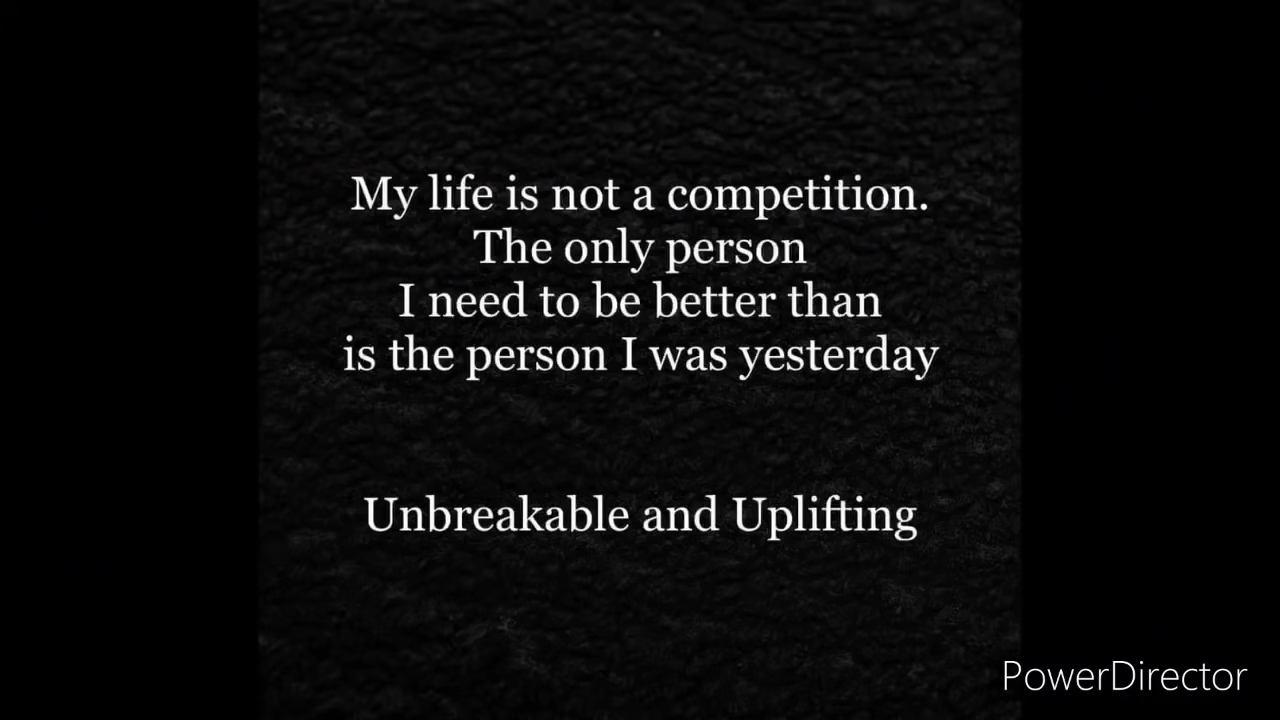 My life is not a competition.
The only person
I need to be better than
is the person I was yesterday
Unbreakable and Uplifting
PowerDirector